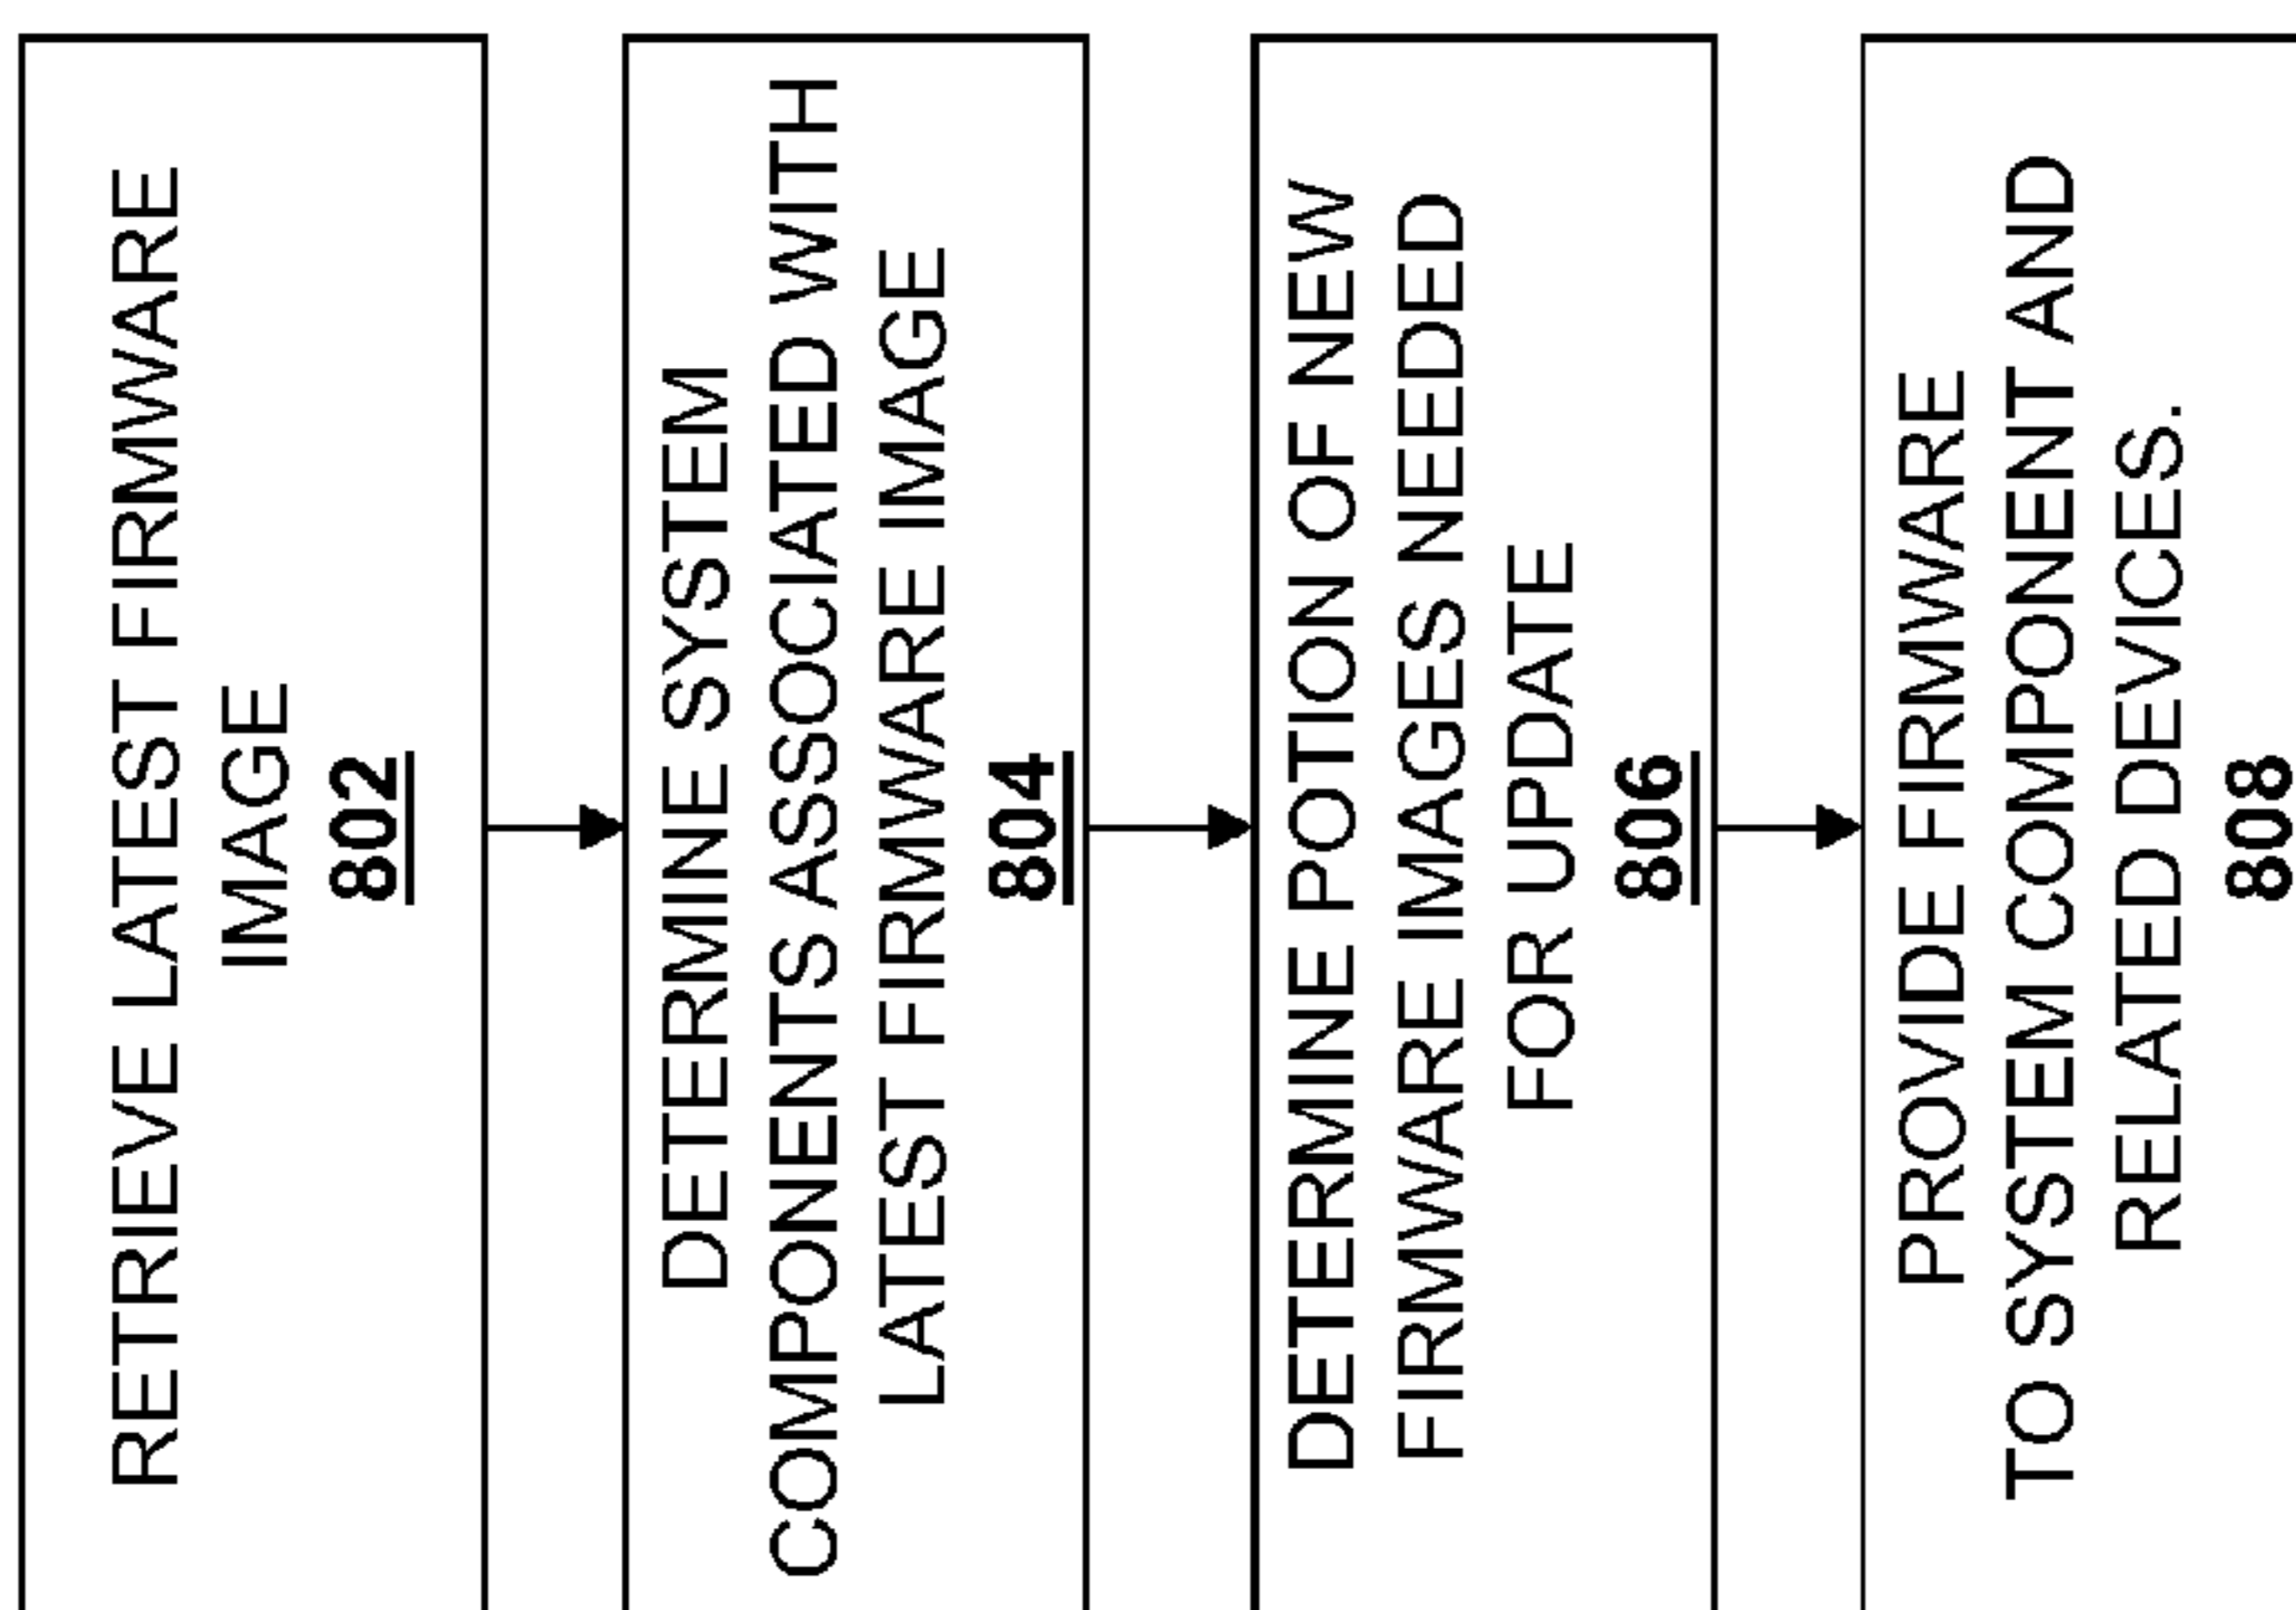 RETRIEVE LATEST FIRMWARE
IMAGE
802
DETERMINE SYSTEM
COMPONENTS ASSOCIATED WITH
LATEST FIRMWARE IMAGE
804
DETERMINE POTION OF NEW
FIRMWARE IMAGES NEEDED
FOR UPDATE
806
PROVIDE FIRMWARE
TO SYSTEM COMPONENT AND
RELATED DEVICES.
808